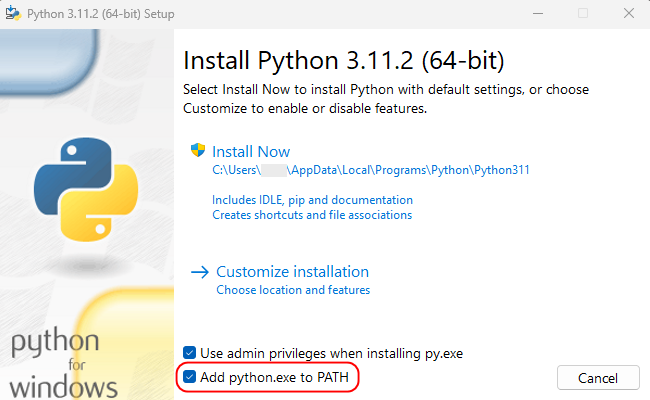 Python 3.11.2 (64-bit) Setup
Install Python 3.11.2 (64-bit)
Select Install Now to install Python with default settings, or choose
Customize to enable or disable features.
Install Now
C:\Users\ \AppData\Local\Programs\Python\Python311
Includes IDLE, pip and documentation
Creates shortcuts and file associations
Customize installation
Choose location and features
python
for
windows
Use admin privileges when installing py.exe
Add python.exe to PATH
Cancel